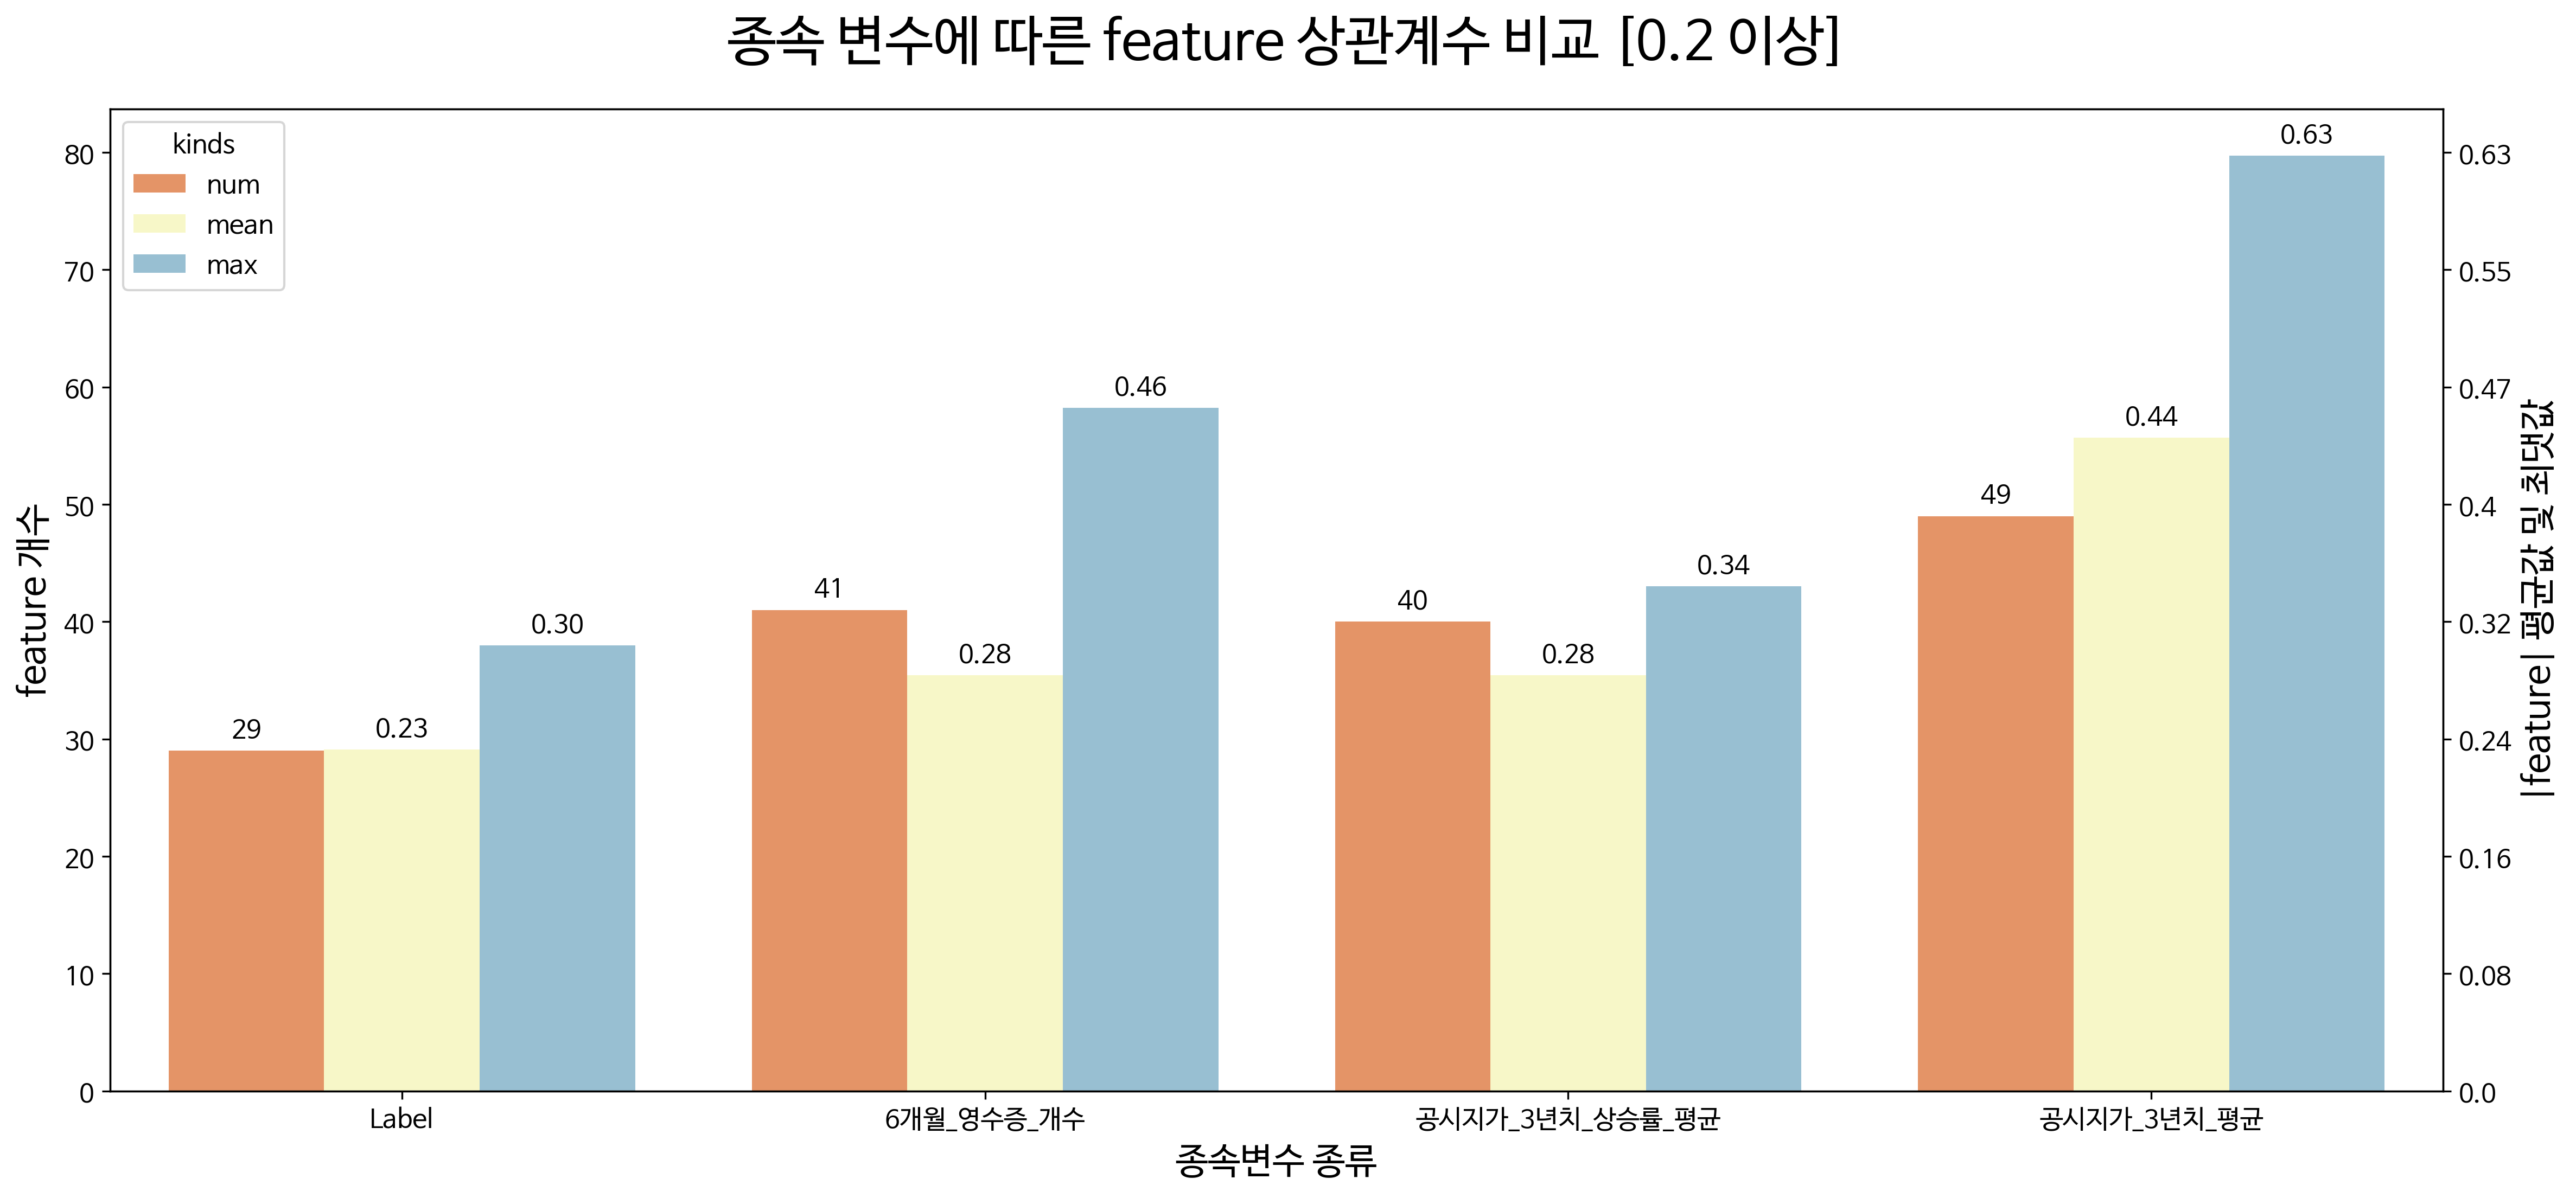 종속 변수에 따른 feature 상관계수 비교 [0.2 이상]
kinds
num
mean
max
80
70
60
50
40
30
20
10
0
feature 개수
29
0.23
0.30
41
0.28
0.46
40
0.28
0.34
49
0.44
0.63
0.63
0.55
0.47
0.4
0.32
0.24
0.16
0.08
0.0
|feature| 평균값 및 최댓값
Label
6개월_영수증_개수
공시지가_3년치_상승률_평균
공시지가_3년치_평균
종속변수 종류